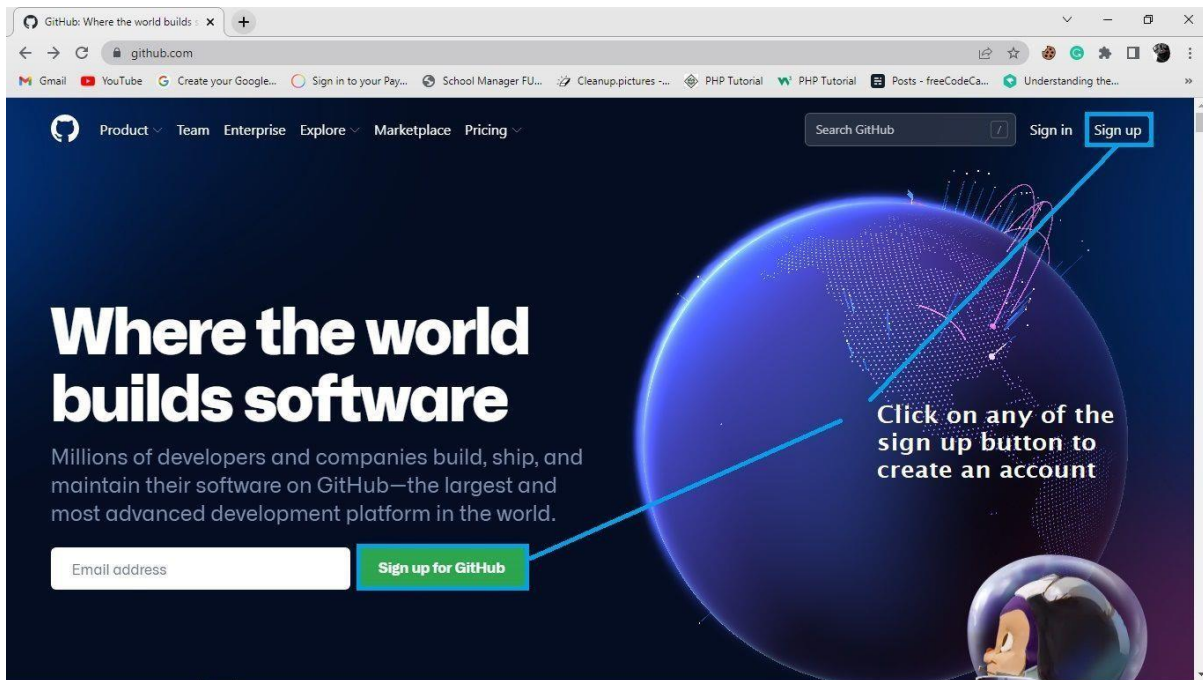 GitHub: Where the world builds s
github.com
Gmail YouTube Create your Google... Sign in to your Pay... School Manager FU... Cleanup.pictures -... PHP Tutorial PHP Tutorial Posts - freeCodeCa... Understanding the... »
Product Team Enterprise Explore Marketplace Pricing Search GitHub / Sign in Sign up
Where the world
builds software
Click on any of the
sign up button to
create an account
Millions of developers and companies build, ship, and
maintain their software on GitHub—the largest and
most advanced development platform in the world.
Email address Sign up for GitHub